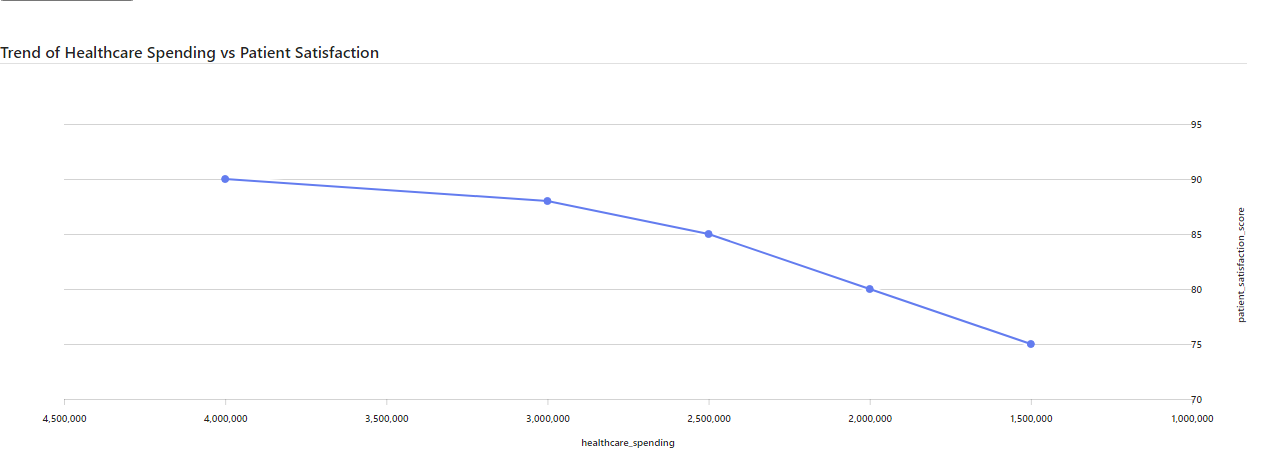 Trend of Healthcare Spending vs Patient Satisfaction
95
90
85
80
75
70
patient_satisfaction_score
4,500,000 4,000,000 3,500,000 3,000,000 2,500,000 2,000,000 1,500,000 1,000,000
healthcare_spending